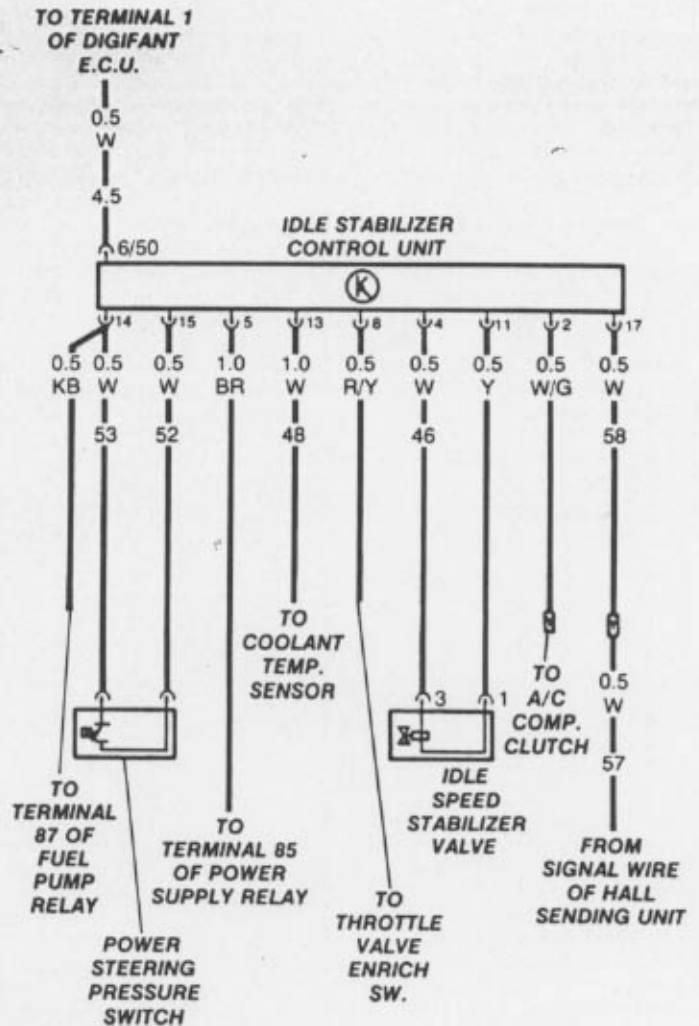 TO TERMINAL 1
OF DIGIFANT
E.C.U.
0.5
W
4.5
6/50
IDLE STABILIZER
CONTROL UNIT
K
14 15 5 13 8 4 11 2 17
0.5 0.5 0.5 1.0 1.0 0.5 0.5 0.5 0.5 0.5
KB W W BR W R/Y W Y W/G W
53 52 48 46 58
TO
COOLANT
TEMP.
SENSOR
3 1
TO
A/C
COMP.
CLUTCH
0.5
W
57
IDLE
SPEED
STABILIZER
VALVE
TO
TERMINAL
87 OF
FUEL
PUMP
RELAY
TO
TERMINAL 85
OF POWER
SUPPLY RELAY
FROM
SIGNAL WIRE
OF HALL
SENDING UNIT
TO
THROTTLE
VALVE
ENRICH
SW.
POWER
STEERING
PRESSURE
SWITCH